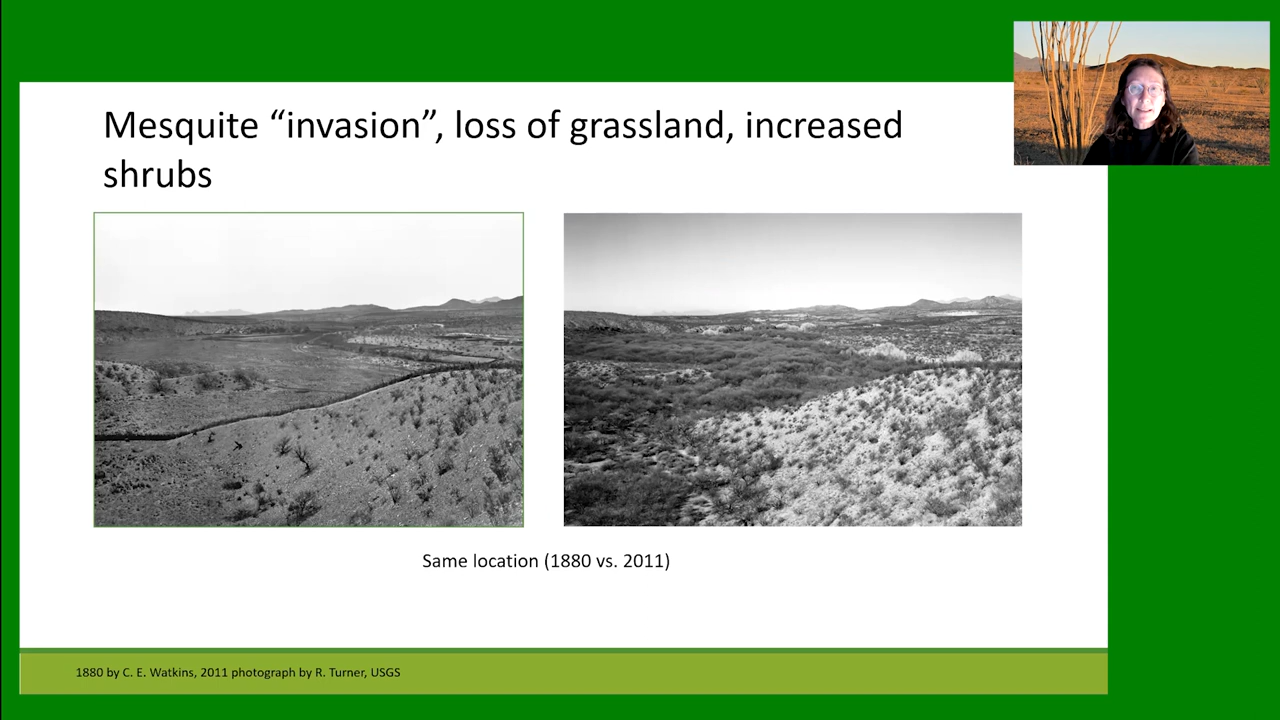 Mesquite “invasion”, loss of grassland, increased
shrubs
Same location (1880 vs. 2011)
1880 by C. E. Watkins, 2011 photograph by R. Turner, USGS